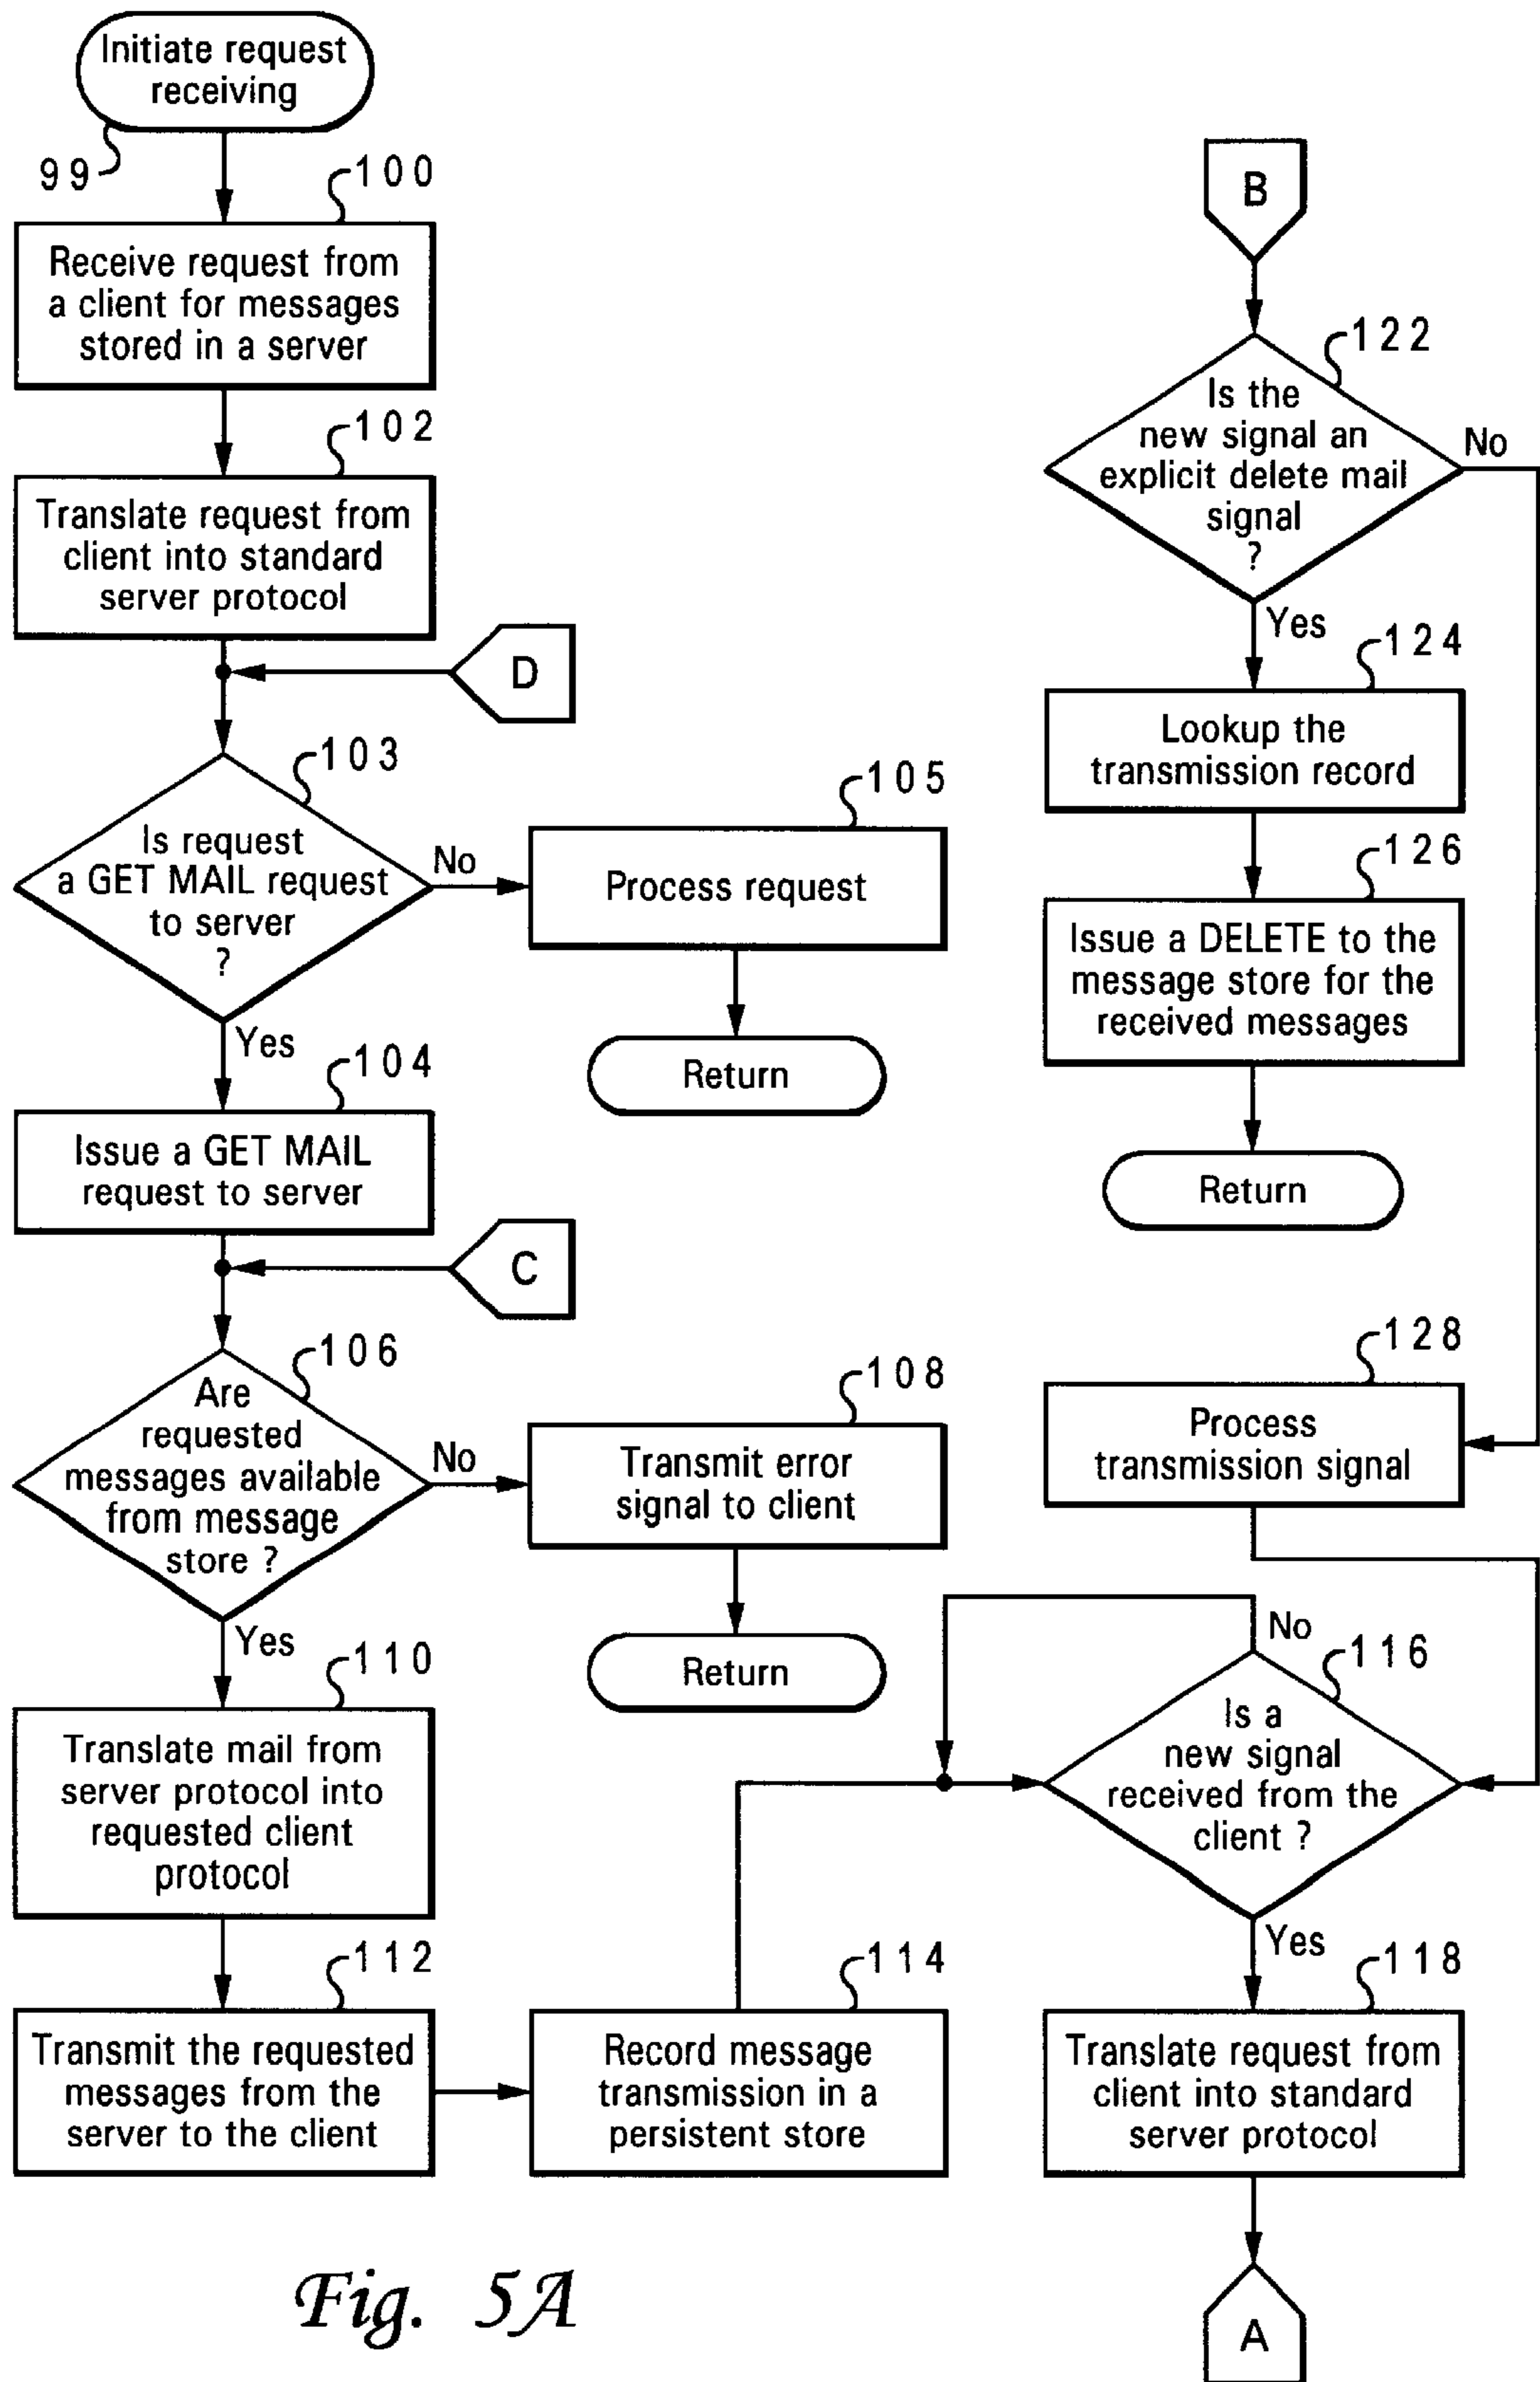 Initiate request
receiving
99
100
Receive request from
a client for messages
stored in a server
102
Translate request from
client into standard
server protocol
D
103
Is request
a GET MAIL request
to server
?
No
105
Process request
Return
Yes
104
Issue a GET MAIL
request to server
C
106
Are
requested
messages available
from message
store ?
No
108
Transmit error
signal to client
Return
Yes
110
Translate mail from
server protocol into
requested client
protocol
112
Transmit the requested
messages from the
server to the client
114
Record message
transmission in a
persistent store
B
122
Is the
new signal an
explicit delete mail
signal
?
No
Yes
124
Lookup the
transmission record
126
Issue a DELETE to the
message store for the
received messages
Return
128
Process
transmission signal
No
116
Is a
new signal
received from the
client ?
Yes
118
Translate request from
client into standard
server protocol
A
Fig. 5A